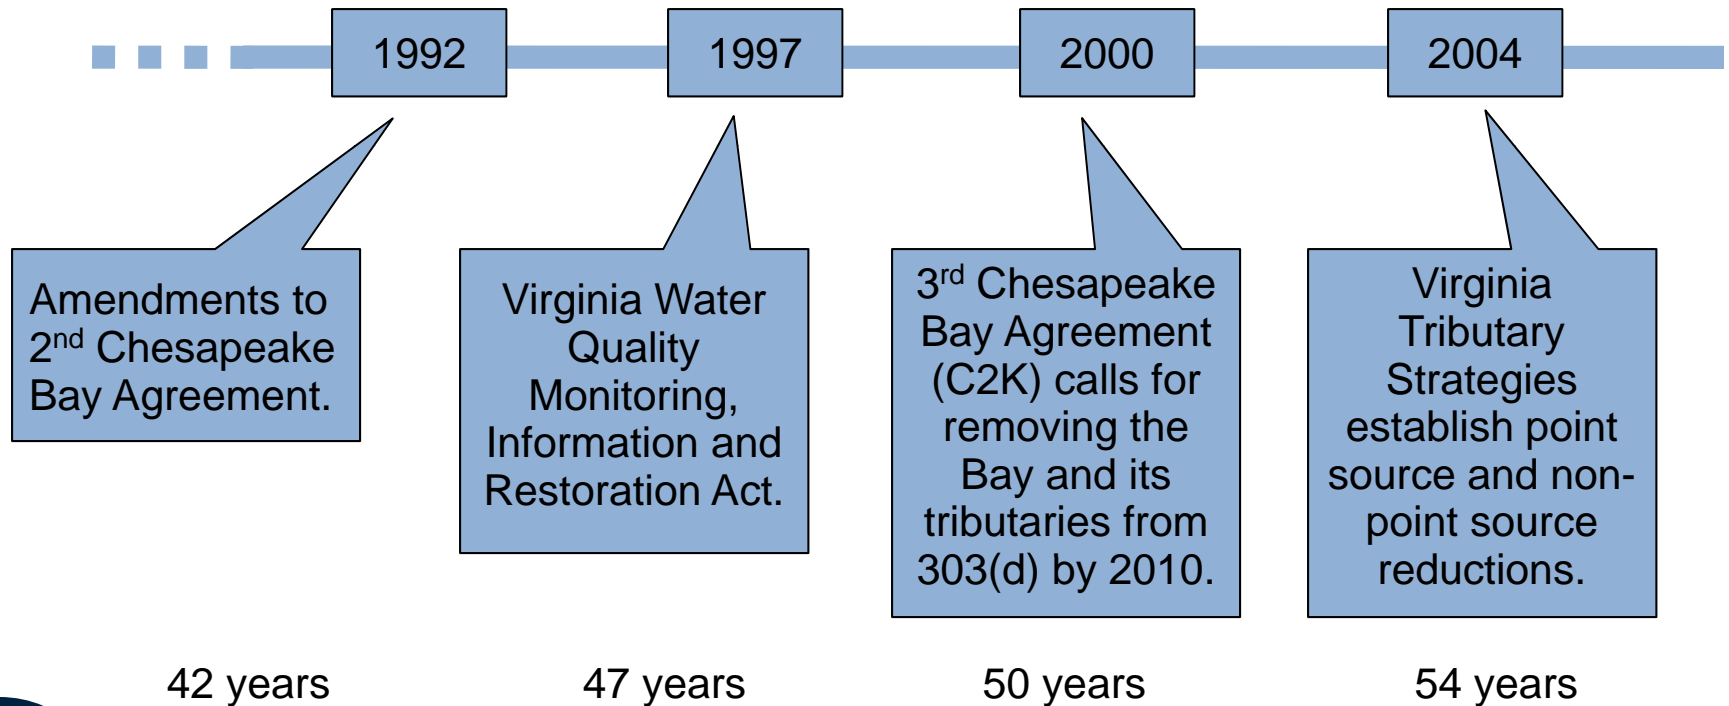 1992
1997
2000
2004
Amendments to
2nd Chesapeake
Bay Agreement.
Virginia Water
Quality
Monitoring,
Information and
Restoration Act.
3rd Chesapeake
Bay Agreement
(C2K) calls for
removing the
Bay and its
tributaries from
303(d) by 2010.
Virginia
Tributary
Strategies
establish point
source and non-
point source
reductions.
42 years
47 years
50 years
54 years